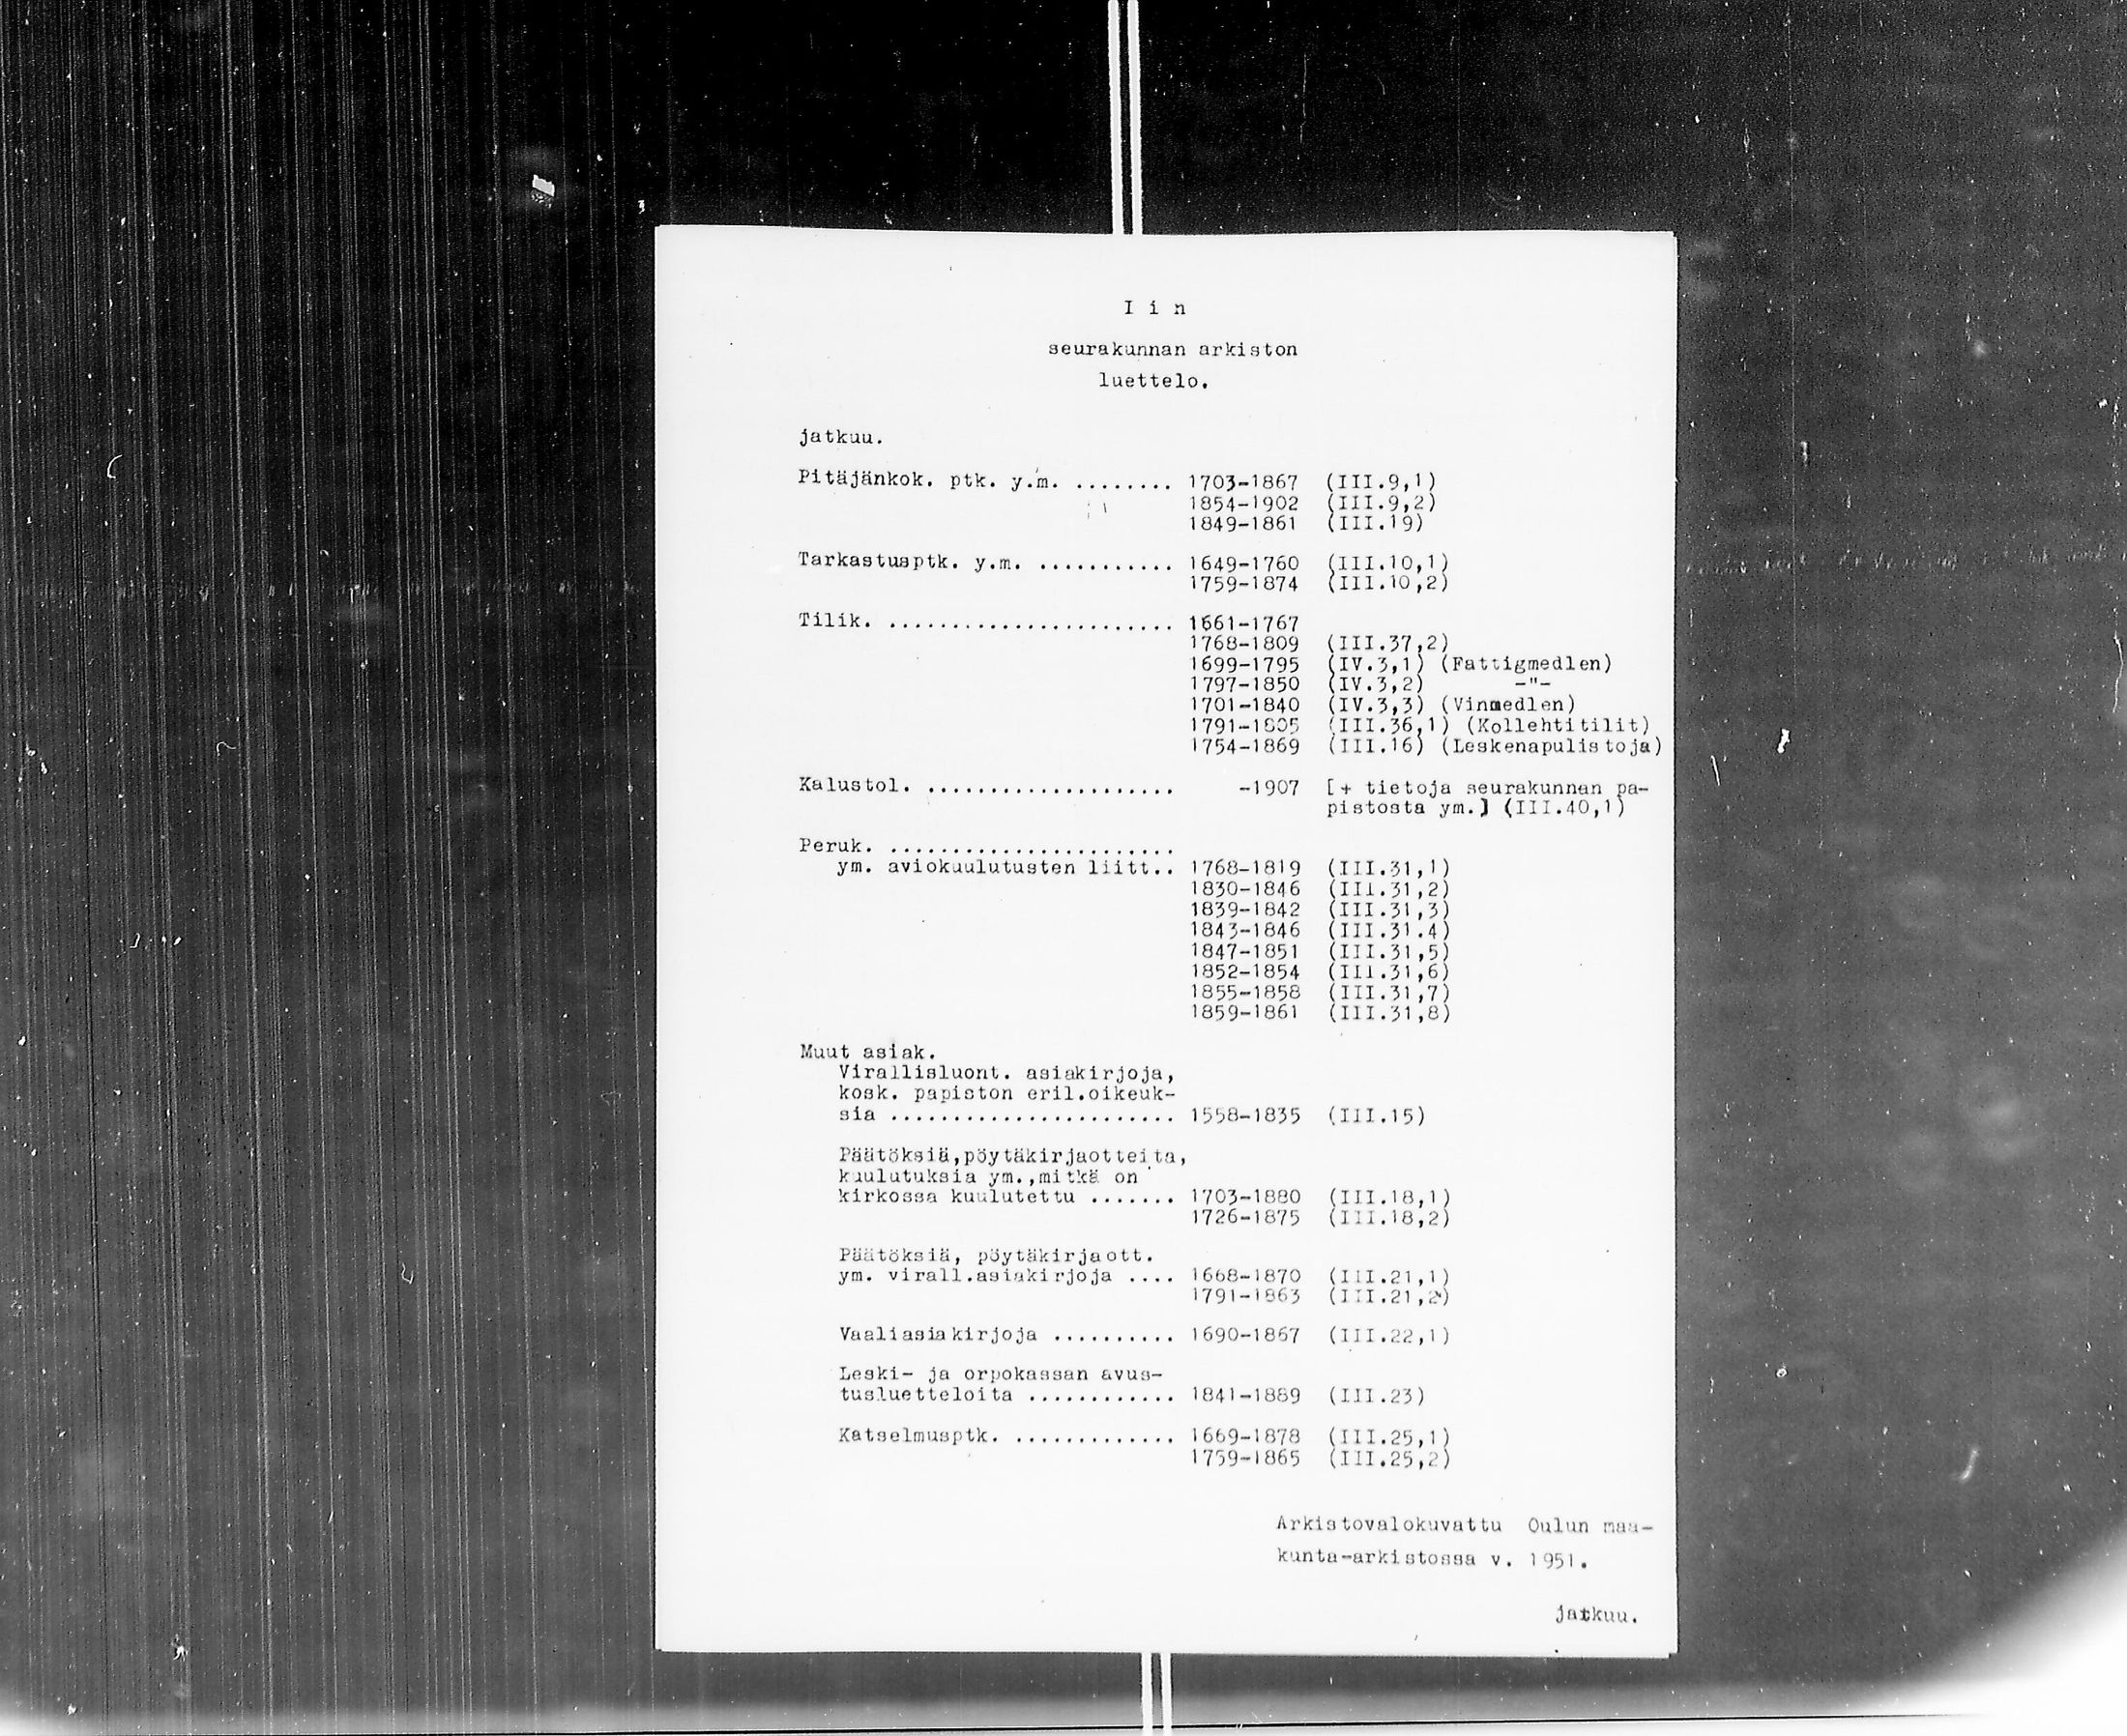 I i n
seurakunnan arkiston
luettelo.
jatkuu.
Pitäjänkok. ptk. y.m. ........ 1703-1867 (III.9,1)
1854-1902 (III.9,2)
1849-1861 (III.19)
Tarkastusptk. y.m. ........... 1649-1760 (III.10,1)
1759-1874 (III.10,2)
Tilik. ....................... 1661-1767
1768-1809 (III.37,2)
1699-1795 (IV.3,1) (Fattigmedlen)
1797-1850 (IV.3,2) -"-
1701-1840 (IV.3,3) (Vinmedlen)
1791-1805 (III.36,1) (Kollehtitilit)
1754-1869 (III.16) (Leskenapulistoja)
Kalustol. .................... -1907 [+ tietoja seurakunnan pa-
pistosta ym.] (III.40,1)
Peruk. .......................
ym. aviokuulutusten liitt.. 1768-1819 (III.31,1)
1830-1846 (III.31,2)
1839-1842 (III.31,3)
1843-1846 (III.31.4)
1847-1851 (III.31,5)
1852-1854 (III.31,6)
1855-1858 (III.31,7)
1859-1861 (III.31,8)
Muut asiak.
Virallisluont. asiakirjoja,
kosk. papiston eril.oikeuk-
sia ....................... 1558-1835 (III.15)
Päätöksiä,pöytäkirjaotteita,
kuulutuksia ym.,mitkä on
kirkossa kuulutettu ....... 1703-1880 (III.18,1)
1726-1875 (III.18,2)
Päätöksiä, pöytäkirjaott.
ym. virall.asiakirjoja .... 1668-1870 (III.21,1)
1791-1863 (III.21,2)
Vaaliasiakirjoja .......... 1690-1867 (III.22,1)
Leski- ja orpokassan avus-
tusluetteloita ............ 1841-1889 (III.23)
Katselmusptk. ............. 1669-1878 (III.25,1)
1759-1865 (III.25,2)
Arkistovalokuvattu Oulun maa-
kunta-arkistossa v. 1951.
jatkuu.